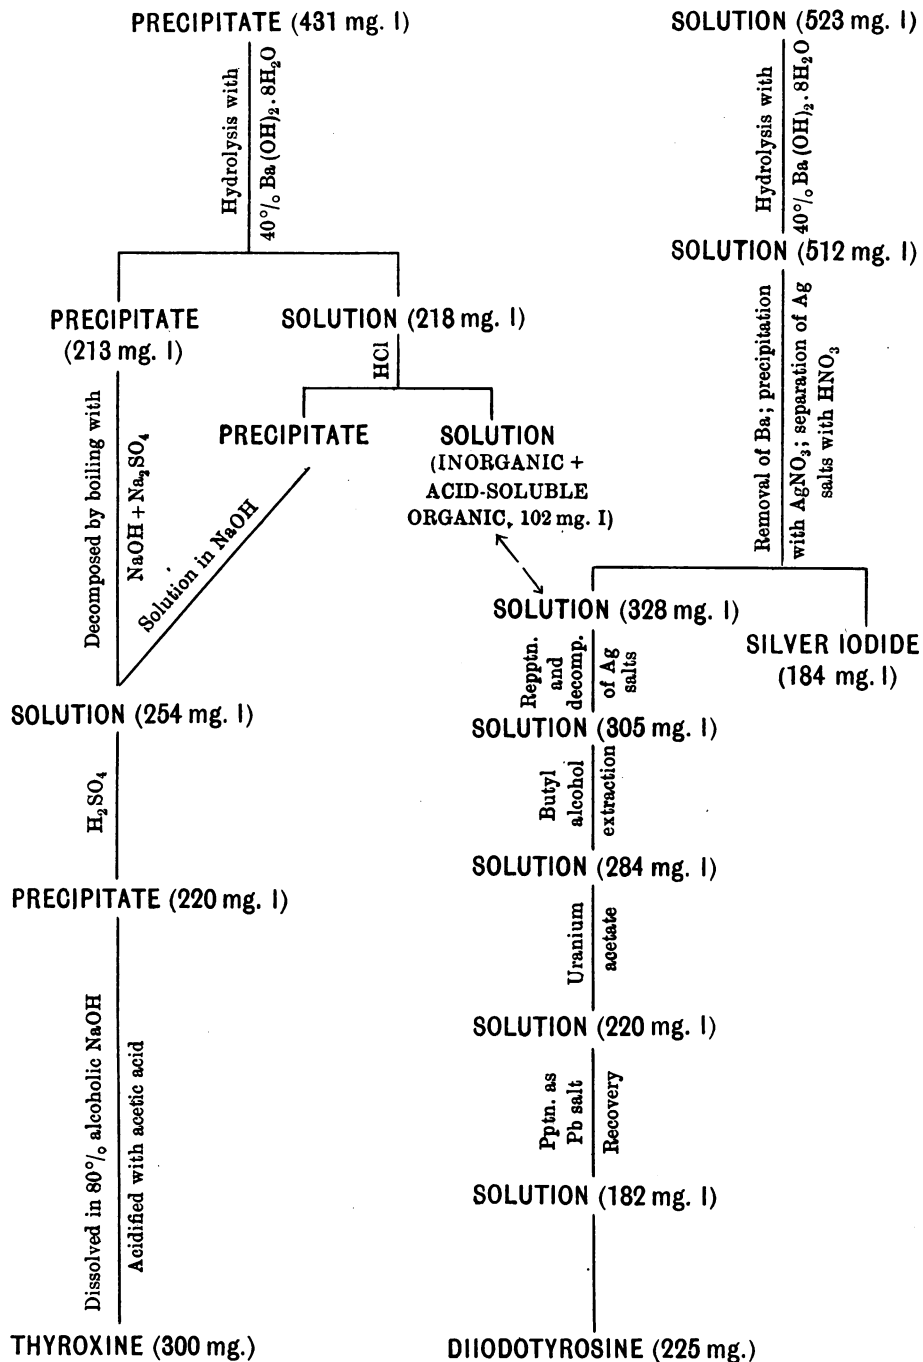 PRECIPITATE (431 mg. I)
Hydrolysis with
40% Ba(OH)₂.8H₂O
PRECIPITATE
(213 mg. I)
SOLUTION (218 mg. I)
HCl
PRECIPITATE
SOLUTION
(INORGANIC +
ACID-SOLUBLE
ORGANIC, 102 mg. I)
Decomposed by boiling with
NaOH + Na₂SO₄
Solution in NaOH
SOLUTION (254 mg. I)
H₂SO₄
PRECIPITATE (220 mg. I)
Dissolved in 80% alcoholic NaOH
Acidified with acetic acid
THYROXINE (300 mg.)
SOLUTION (523 mg. I)
Hydrolysis with
40% Ba(OH)₂.8H₂O
SOLUTION (512 mg. I)
Removal of Ba; precipitation
with AgNO₃; separation of Ag
salts with HNO₃
SOLUTION (328 mg. I)
SILVER IODIDE
(184 mg. I)
Repptn.
and
decomp.
of Ag
salts
SOLUTION (305 mg. I)
Butyl
alcohol
extraction
SOLUTION (284 mg. I)
Uranium
acetate
SOLUTION (220 mg. I)
Pptn. as
Pb salt
Recovery
SOLUTION (182 mg. I)
DIIODOTYROSINE (225 mg.)